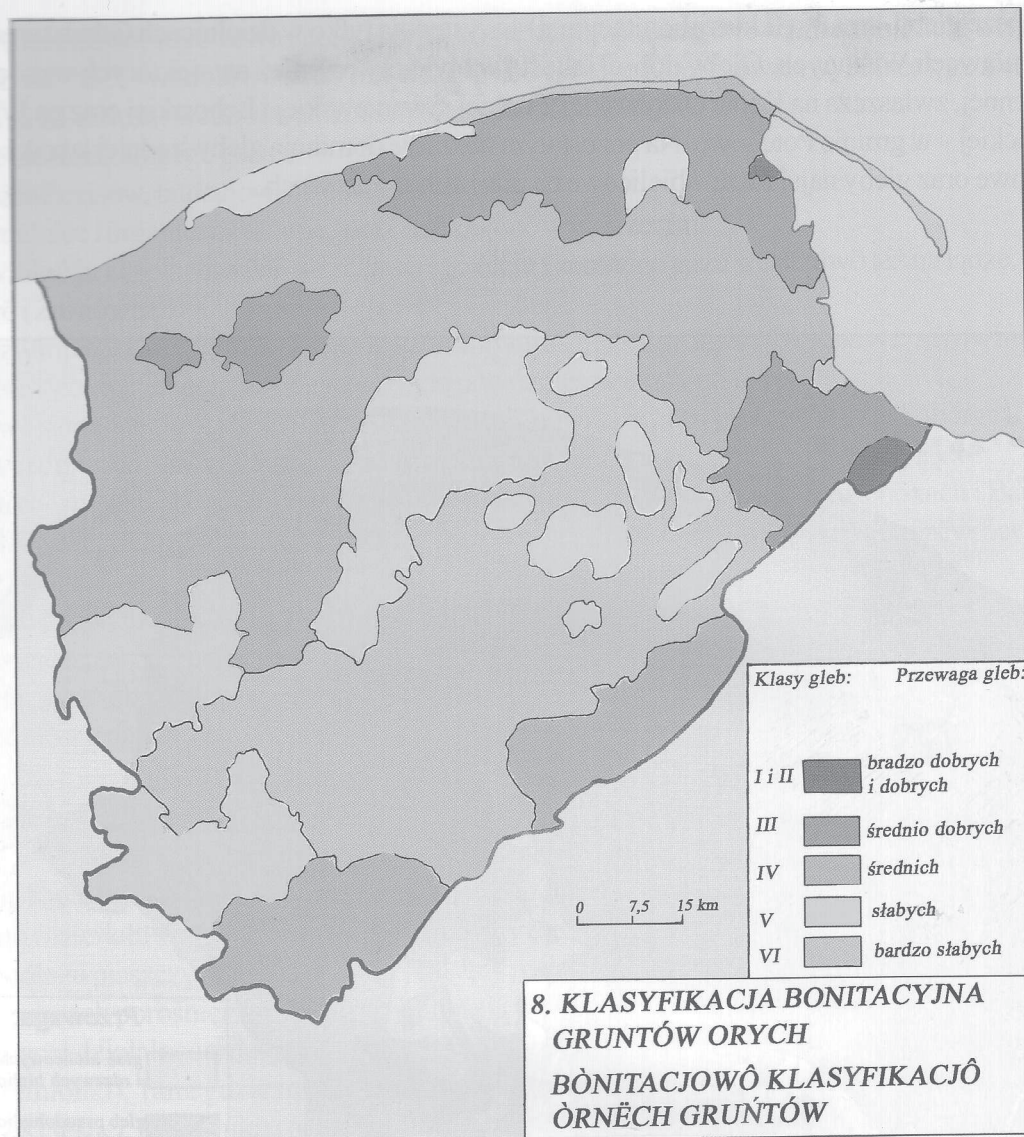 Klasy gleb: Przewaga gleb:
I i II bradzo dobrych
i dobrych
III średnio dobrych
IV średnich
V słabych
VI bardzo słabych
0 7,5 15 km
8. KLASYFIKACJA BONITACYJNA
GRUNTÓW ORYCH
BÒNITACJOWÔ KLASYFIKACJÔ
ÒRNËCH GRUŃTÓW